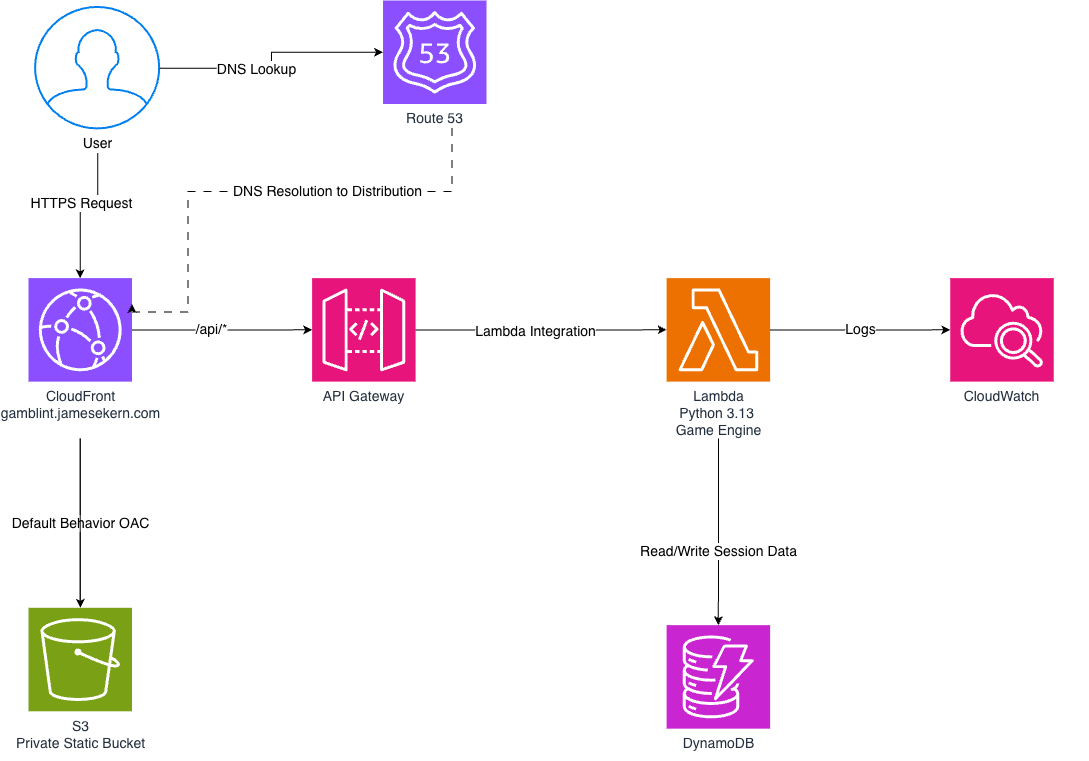 53
DNS Lookup
Route 53
User
DNS Resolution to Distribution
HTTPS Request
/api/*
Lambda Integration
Logs
CloudFront
gamblint.jamesekern.com
API Gateway
Lambda
Python 3.13
Game Engine
CloudWatch
Default Behavior OAC
Read/Write Session Data
S3
Private Static Bucket
DynamoDB